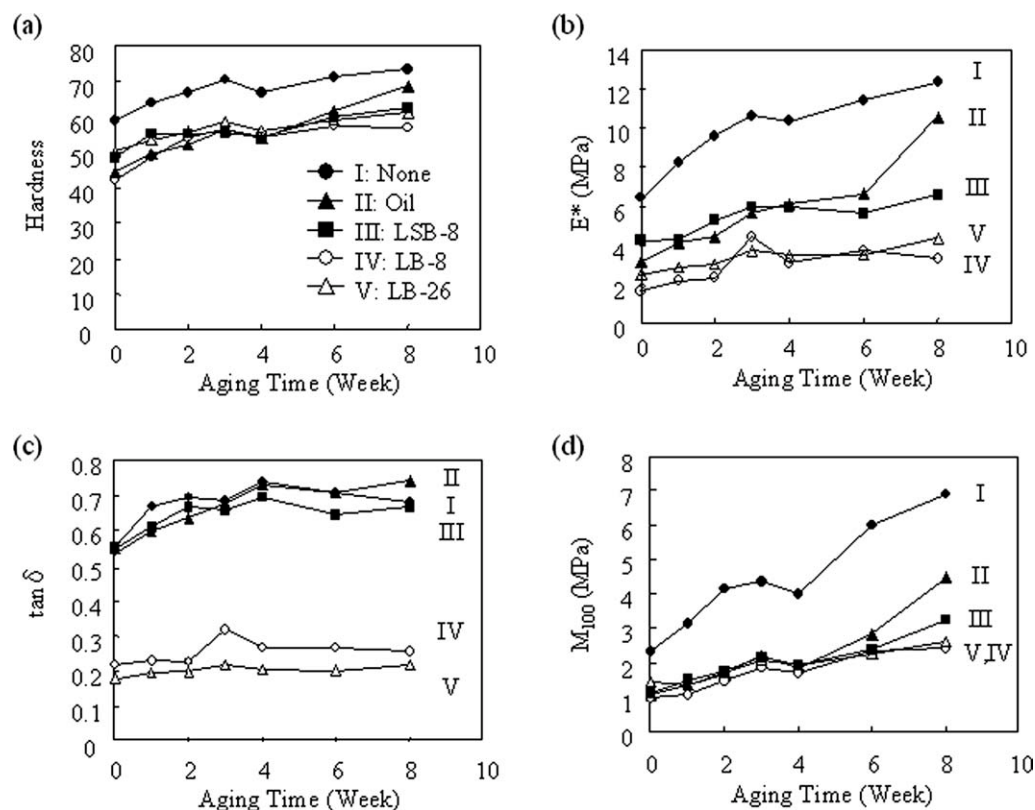 (a)
80
70
60
50
40
30
20
10
0
Hardness
I: None
II: Oil
III: LSB-8
IV: LB-8
V: LB-26
0 2 4 6 8 10
Aging Time (Week)
(b)
14
12
10
8
6
4
2
0
E* (MPa)
I
II
III
V
IV
0 2 4 6 8 10
Aging Time (Week)
(c)
0.8
0.7
0.6
0.5
0.4
0.3
0.2
0.1
0
tan δ
II
I
III
IV
V
0 2 4 6 8 10
Aging Time (Week)
(d)
8
7
6
5
4
3
2
1
0
M₁₀₀ (MPa)
I
II
III
V,IV
0 2 4 6 8 10
Aging Time (Week)